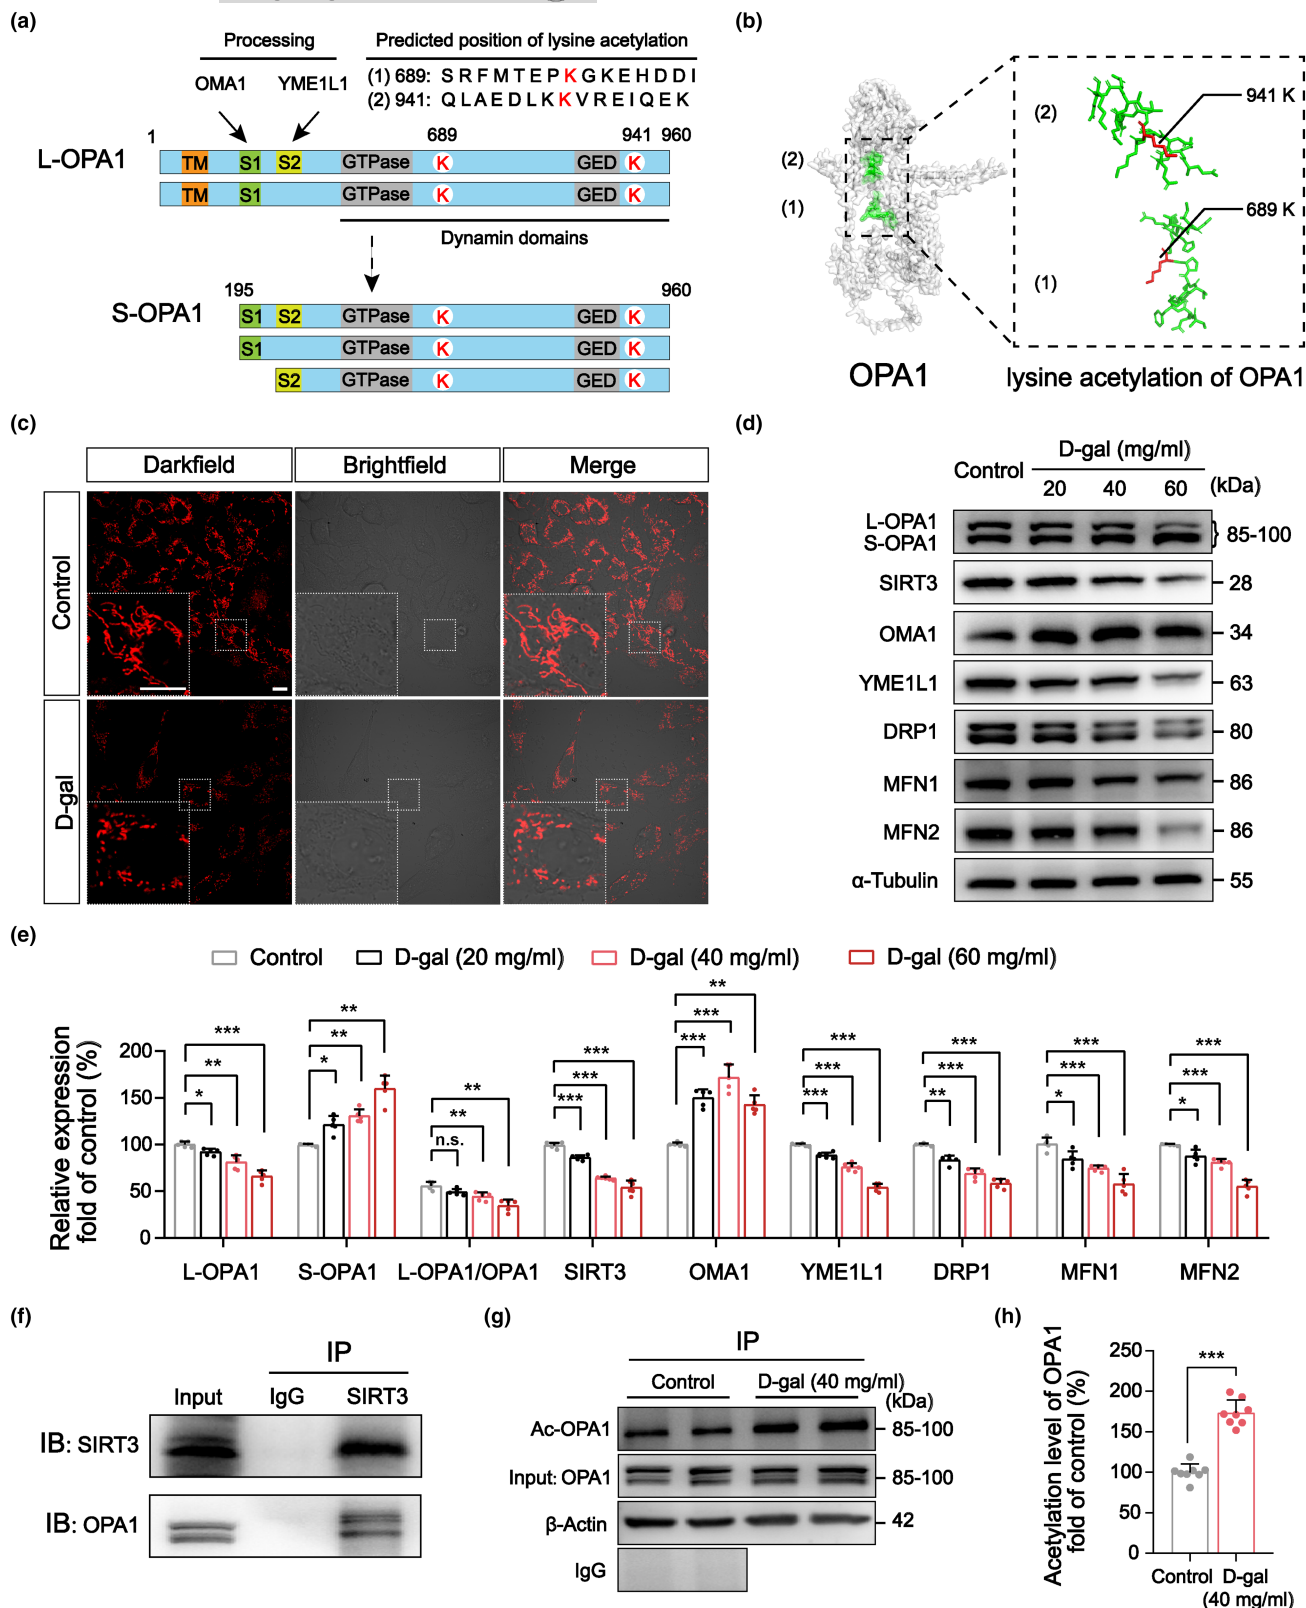 (a)
Processing
Predicted position of lysine acetylation
OMA1 YME1L1
(1) 689: S R F M T E P K G K E H D D I
(2) 941: Q L A E D L K K V R E I Q E K
1 689 941 960
L-OPA1 TM S1 S2 GTPase K GED K
TM S1 GTPase K GED K
Dynamin domains
195 960
S-OPA1 S1 S2 GTPase K GED K
S1 GTPase K GED K
S2 GTPase K GED K
(b)
(2)
(1)
(2) 941 K
689 K
(1)
OPA1 lysine acetylation of OPA1
(c)
Darkfield Brightfield Merge
Control
D-gal
(d)
D-gal (mg/ml)
Control 20 40 60 (kDa)
L-OPA1
S-OPA1 85-100
SIRT3 28
OMA1 34
YME1L1 63
DRP1 80
MFN1 86
MFN2 86
α-Tubulin 55
(e)
Control D-gal (20 mg/ml) D-gal (40 mg/ml) D-gal (60 mg/ml)
Relative expression
fold of control (%)
200
150
100
50
0
* ** ***
* ** **
n.s. ** **
*** *** ***
*** *** **
*** *** ***
** *** ***
* *** ***
* *** ***
L-OPA1 S-OPA1 L-OPA1/OPA1 SIRT3 OMA1 YME1L1 DRP1 MFN1 MFN2
(f)
IP
Input IgG SIRT3
IB: SIRT3
IB: OPA1
(g)
IP
Control D-gal (40 mg/ml)
(kDa)
Ac-OPA1 85-100
Input: OPA1 85-100
β-Actin 42
IgG
(h)
Acetylation level of OPA1
fold of control (%)
250
200
150
100
50
0
***
Control D-gal
(40 mg/ml)